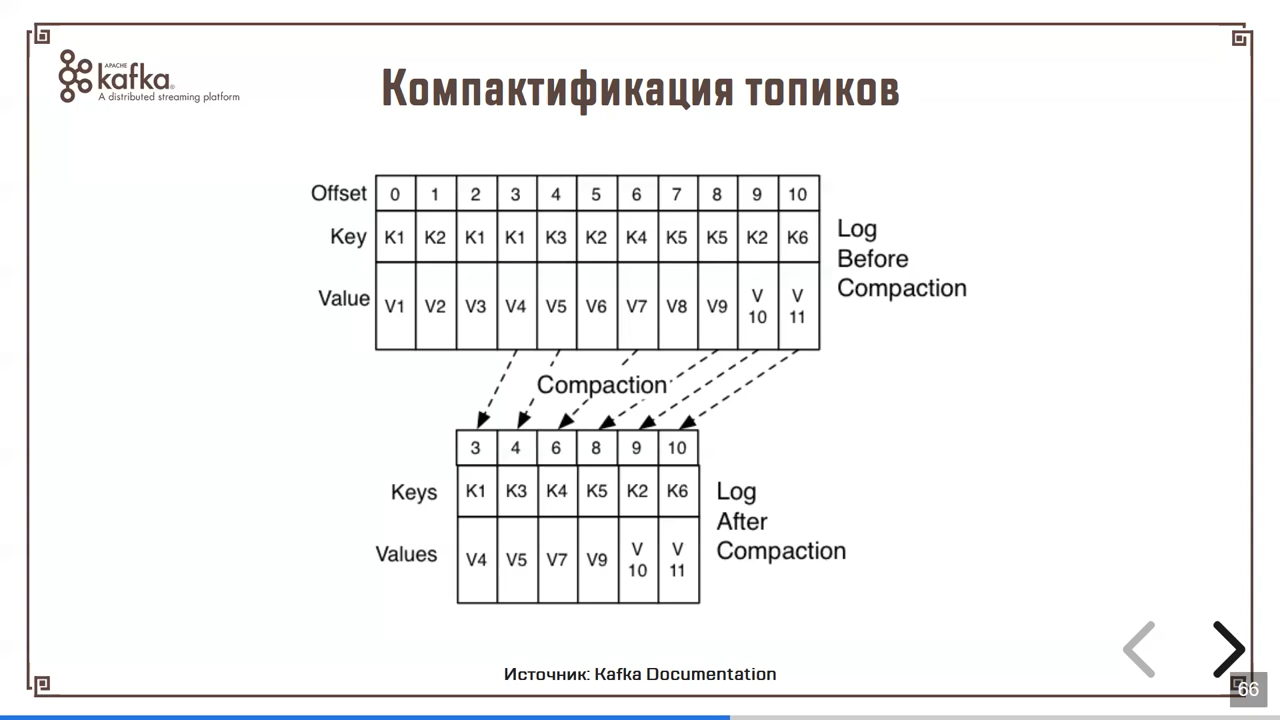 APACHE
kafka®
A distributed streaming platform
Компактификация топиков
Offset 0 1 2 3 4 5 6 7 8 9 10
Key K1 K2 K1 K1 K3 K2 K4 K5 K5 K2 K6
Value V1 V2 V3 V4 V5 V6 V7 V8 V9 V 10 V 11
Log
Before
Compaction
Compaction
3 4 6 8 9 10
Keys K1 K3 K4 K5 K2 K6
Values V4 V5 V7 V9 V 10 V 11
Log
After
Compaction
Источник: Kafka Documentation
66